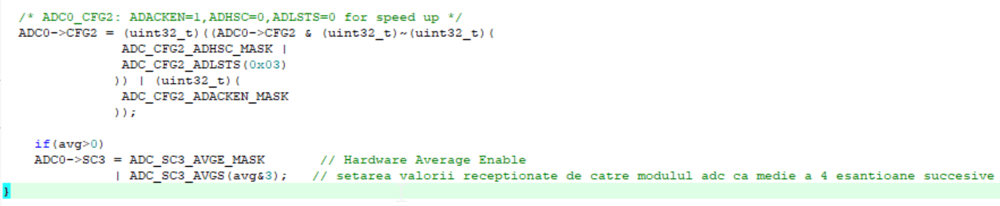 /* ADC0_CFG2: ADACKEN=1,ADHSC=0,ADLSTS=0 for speed up */
ADC0->CFG2 = (uint32_t)((ADC0->CFG2 & (uint32_t)~(uint32_t)(
ADC_CFG2_ADHSC_MASK |
ADC_CFG2_ADLSTS(0x03)
)) | (uint32_t)(
ADC_CFG2_ADACKEN_MASK
));
if(avg>0)
ADC0->SC3 = ADC_SC3_AVGE_MASK // Hardware Average Enable
| ADC_SC3_AVGS(avg&3); // setarea valorii receptionate de catre modulul adc ca medie a 4 esantioane succesive
}